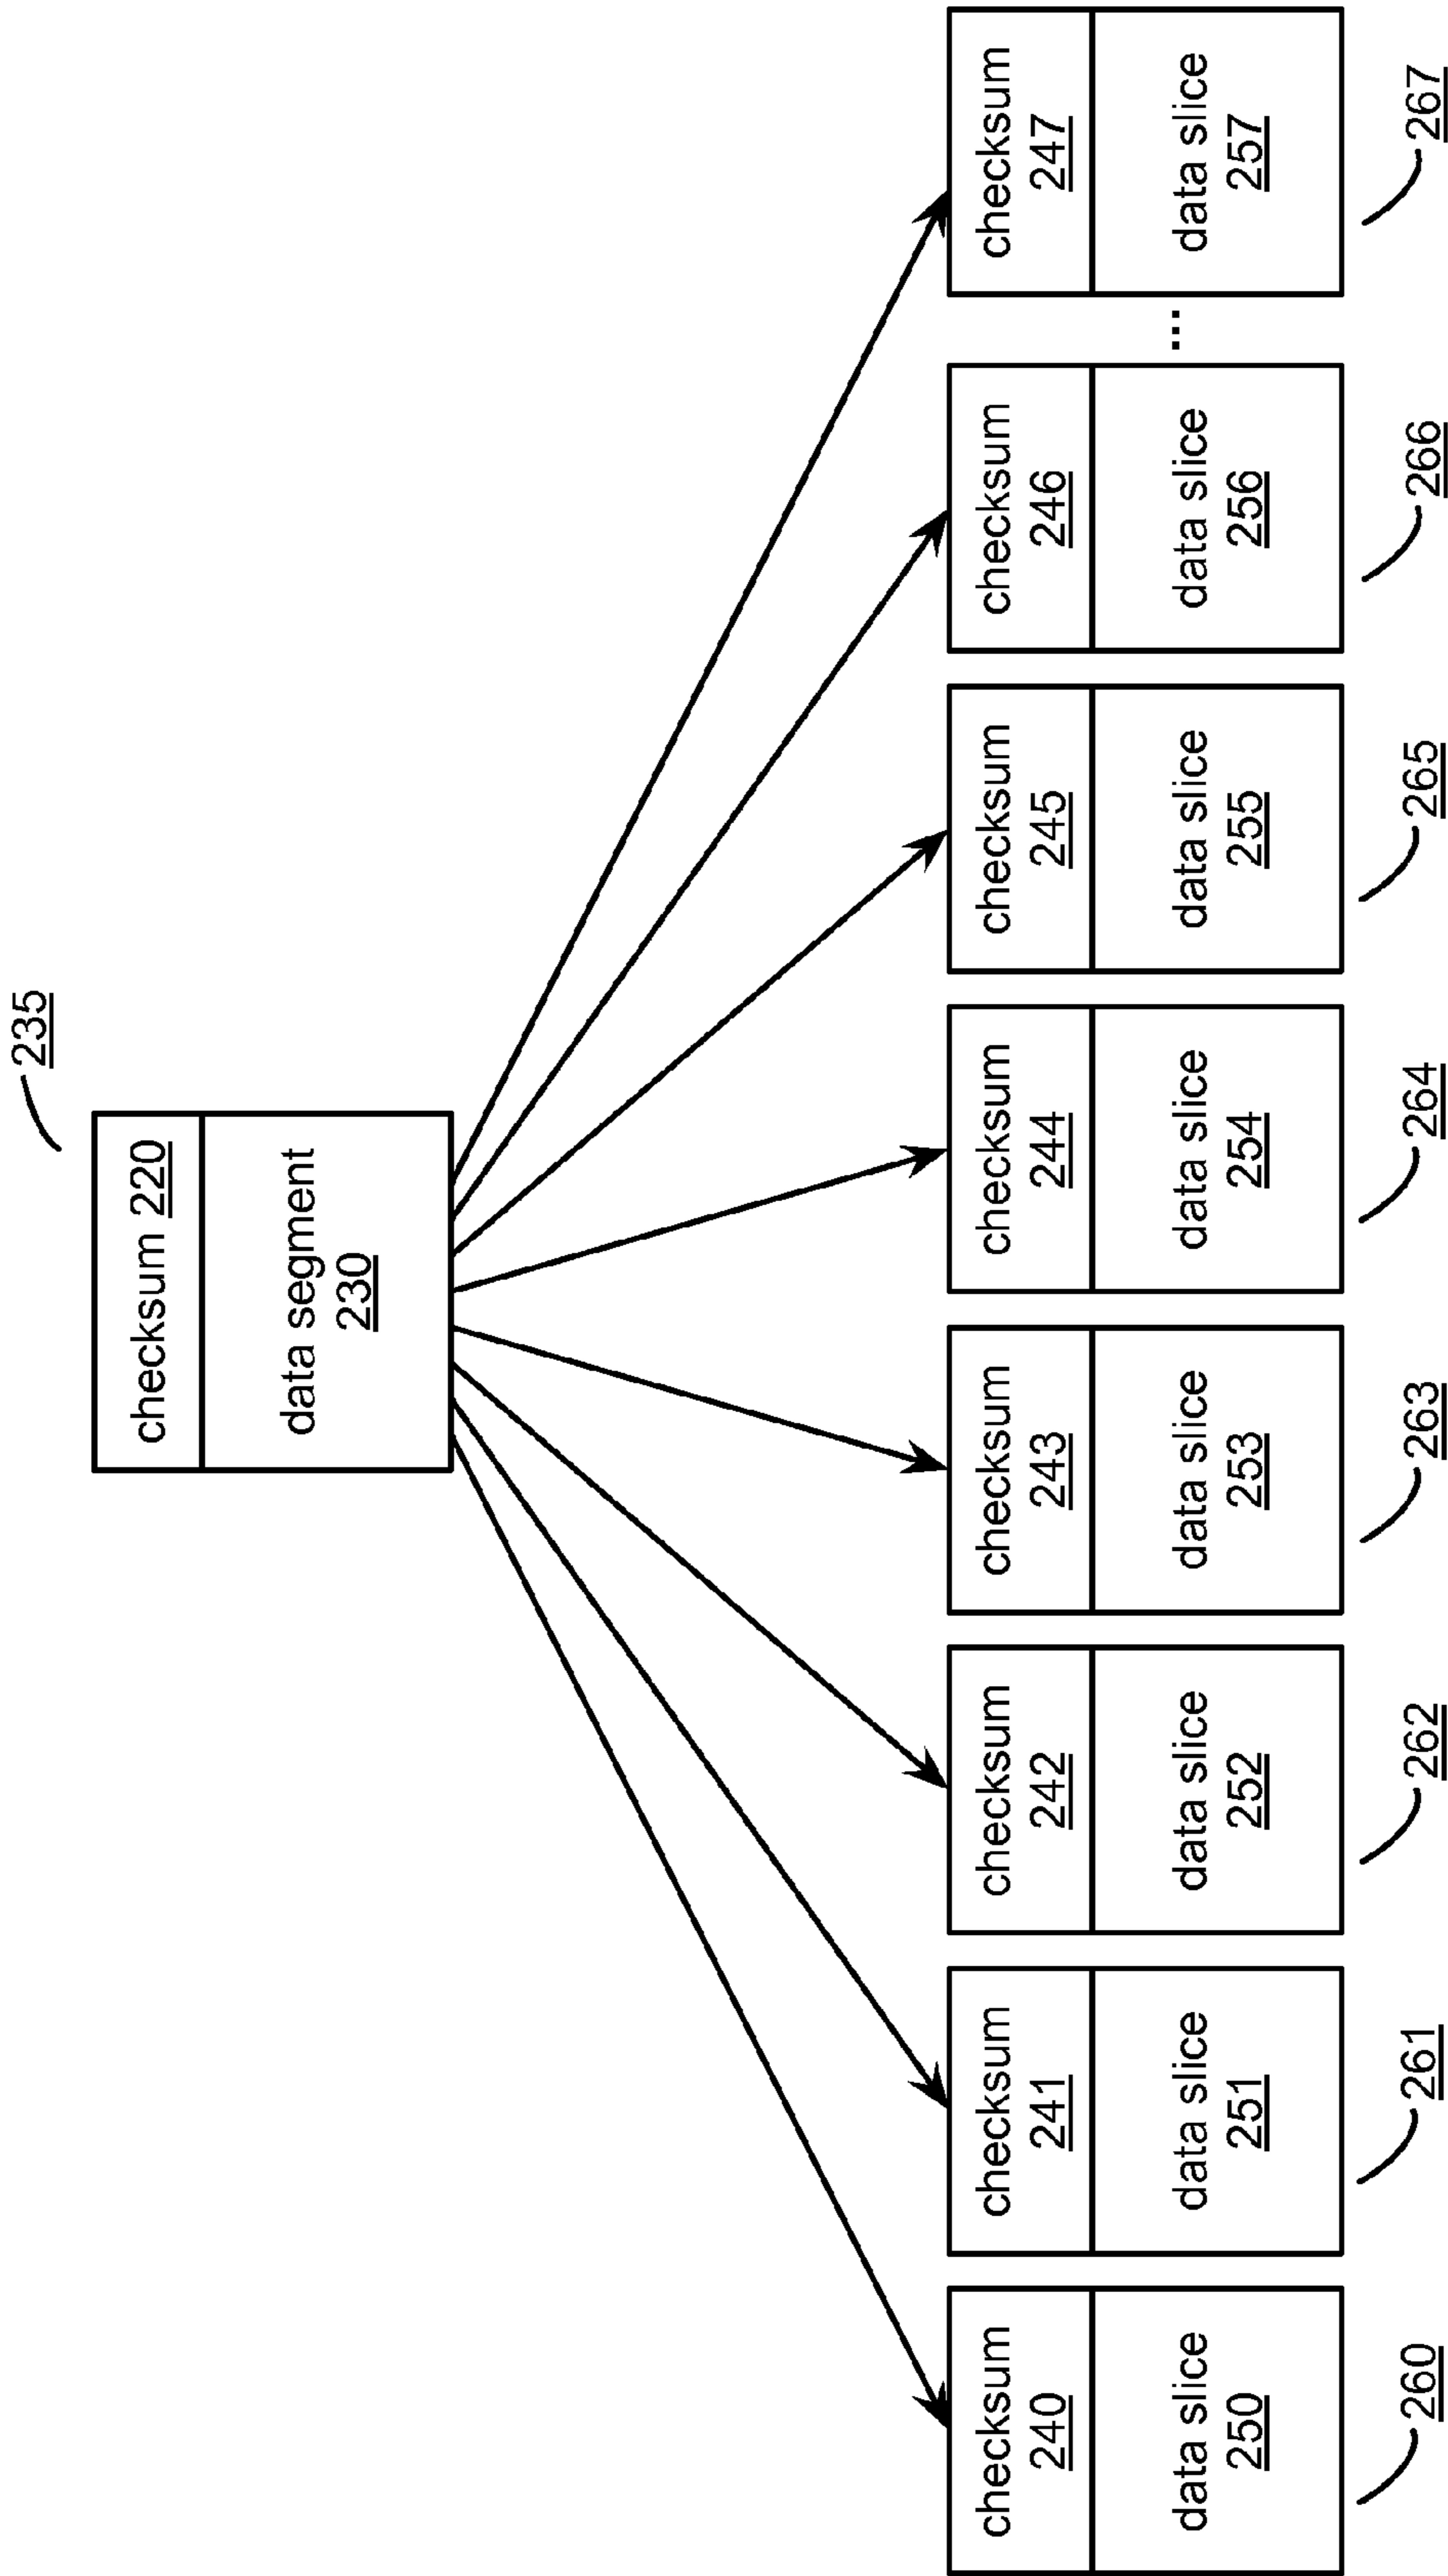 235
checksum 220
data segment
230
checksum
240
data slice
250
260
checksum
241
data slice
251
261
checksum
242
data slice
252
262
checksum
243
data slice
253
263
checksum
244
data slice
254
264
checksum
245
data slice
255
265
checksum
246
data slice
256
266
...
checksum
247
data slice
257
267